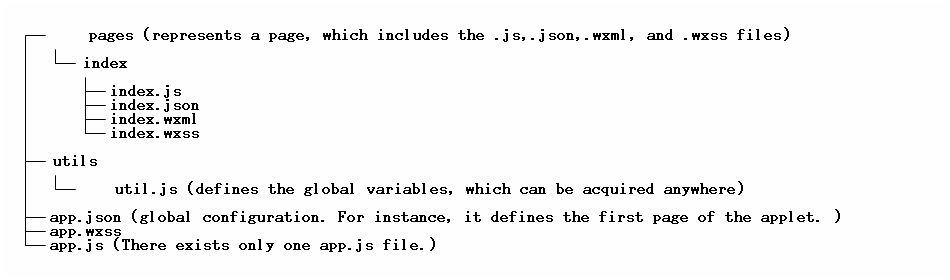 pages (represents a page, which includes the .js,.json,.wxml, and .wxss files)
index
index.js
index.json
index.wxml
index.wxss
utils
util.js (defines the global variables, which can be acquired anywhere)
app.json (global configuration. For instance, it defines the first page of the applet. )
app.wxss
app.js (There exists only one app.js file.)